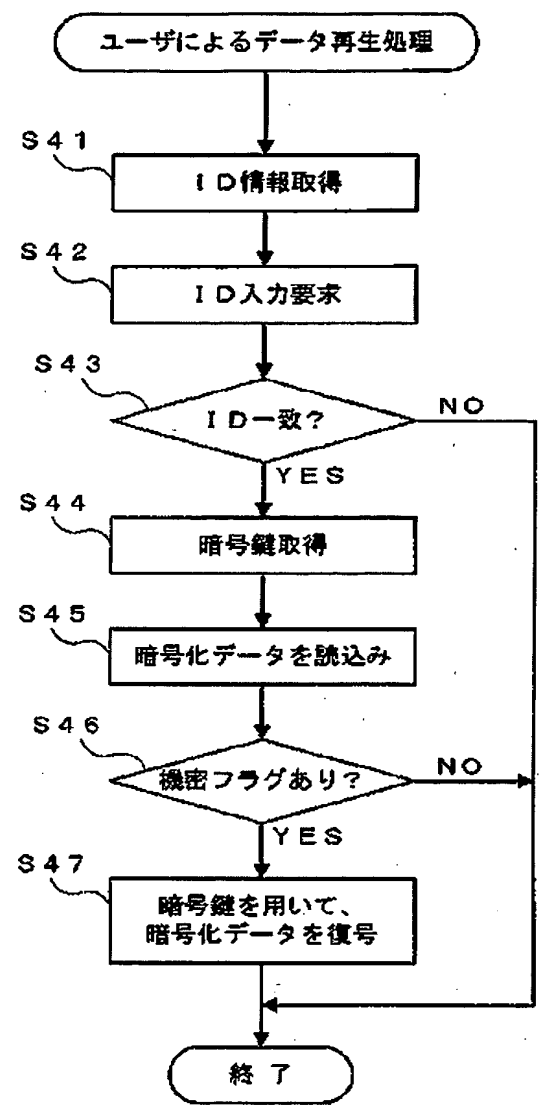 ユーザによるデータ再生処理
S41
ID情報取得
S42
ID入力要求
S43
ID一致?
NO
YES
S44
暗号鍵取得
S45
暗号化データを読込み
S46
機密フラグあり?
NO
YES
S47
暗号鍵を用いて、
暗号化データを復号
終了